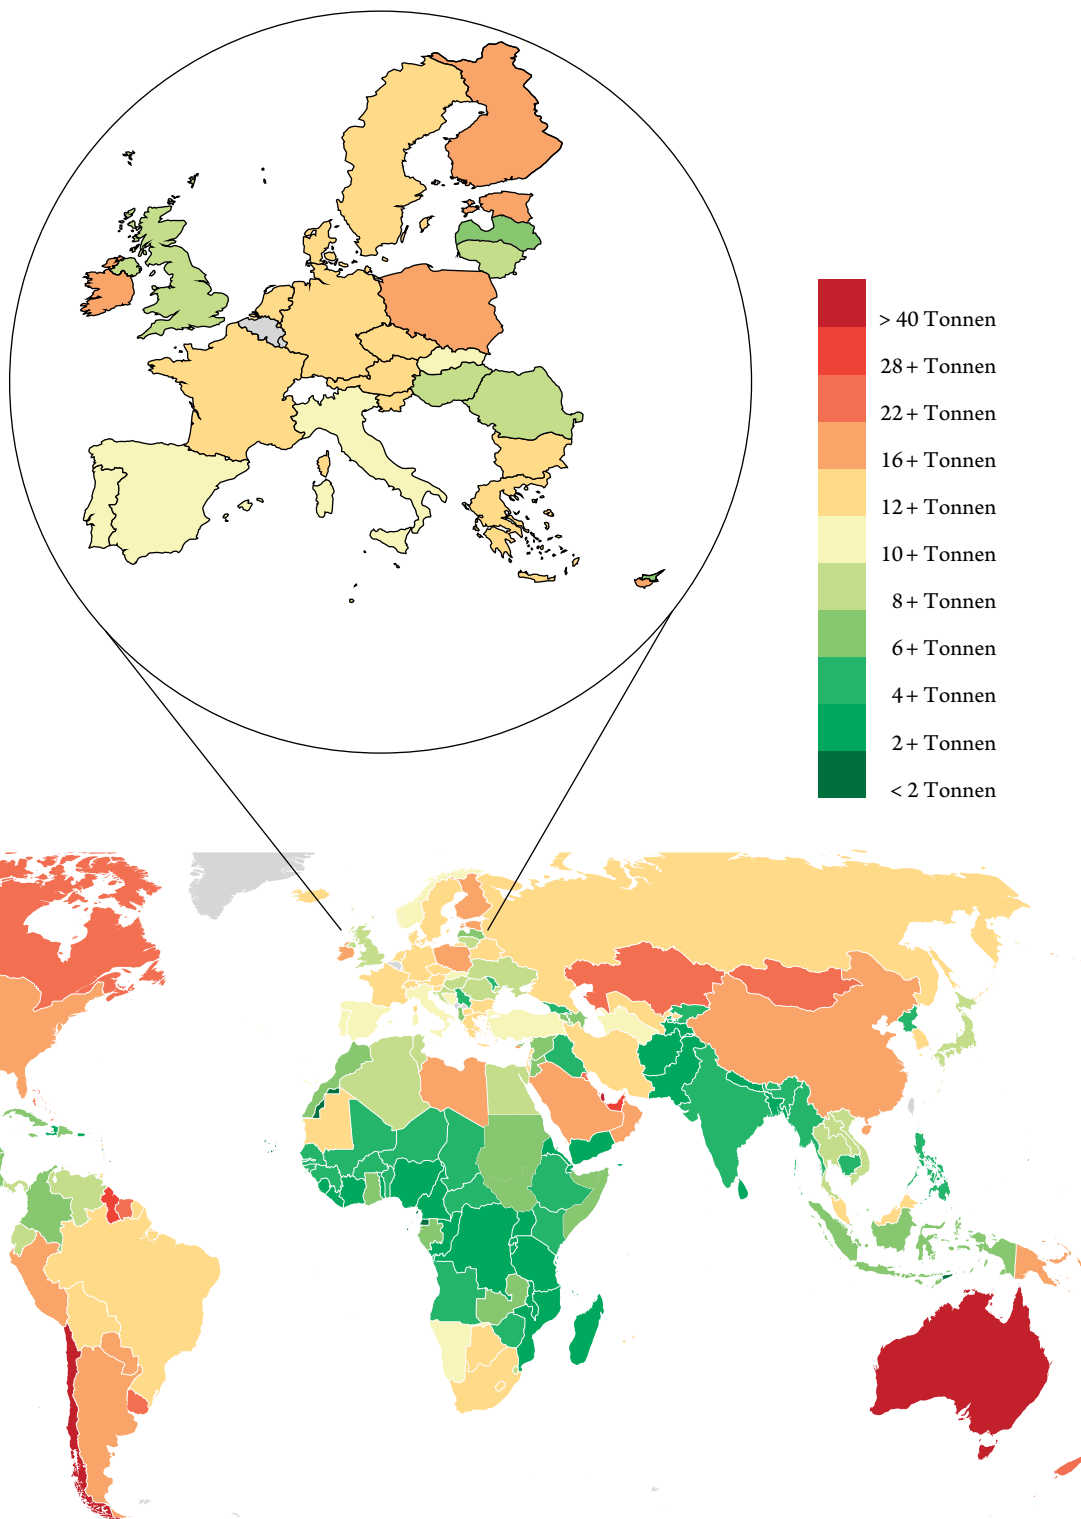 > 40 Tonnen
28+ Tonnen
22+ Tonnen
16+ Tonnen
12+ Tonnen
10+ Tonnen
8+ Tonnen
6+ Tonnen
4+ Tonnen
2+ Tonnen
< 2 Tonnen